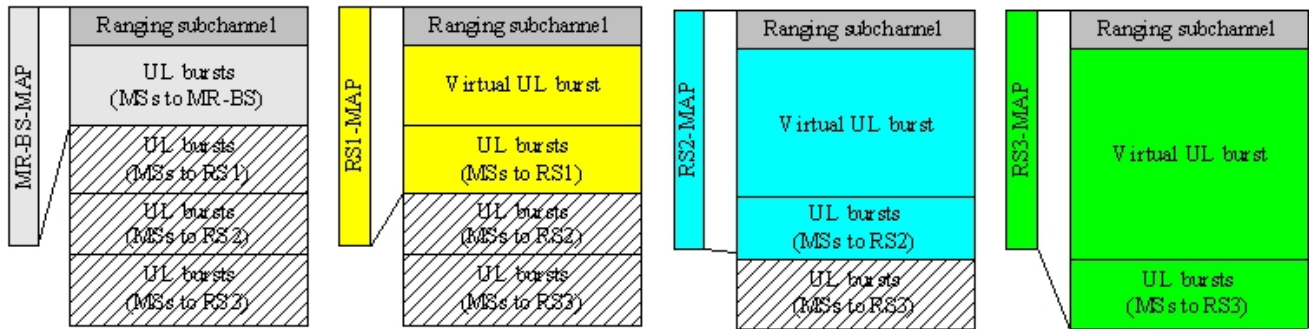 MR-BS-MAP
Ranging subchannel
UL bursts
(MSs to MR-BS)
UL bursts
(MSs to RS1)
UL bursts
(MSs to RS2)
UL bursts
(MSs to RS3)
RS1-MAP
Ranging subchannel
Virtual UL burst
UL bursts
(MSs to RS1)
UL bursts
(MSs to RS2)
UL bursts
(MSs to RS3)
RS2-MAP
Ranging subchannel
Virtual UL burst
UL bursts
(MSs to RS2)
UL bursts
(MSs to RS3)
RS3-MAP
Ranging subchannel
Virtual UL burst
UL bursts
(MSs to RS3)